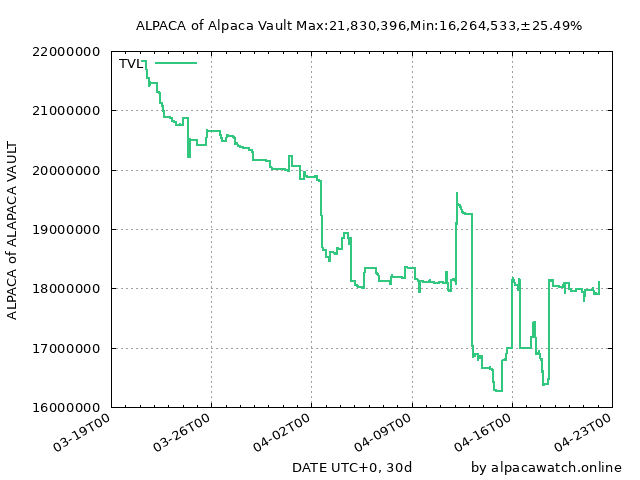 ALPACA of Alpaca Vault Max:21,830,396,Min:16,264,533,±25.49%
22000000
TVL
21000000
20000000
19000000
18000000
17000000
16000000
ALPACA of ALAPACA VAULT
03-19T00
03-26T00
04-02T00
04-09T00
04-16T00
04-23T00
DATE UTC+0, 30d
by alpacawatch.online